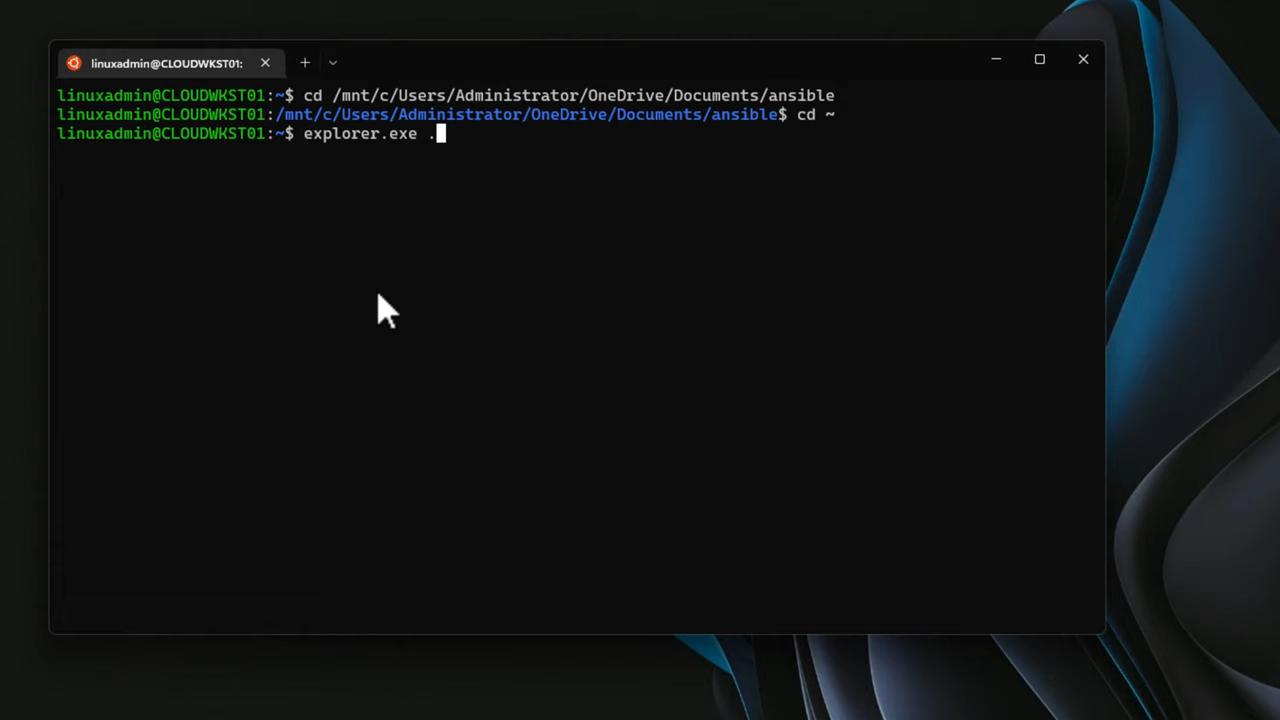 linuxadmin@CLOUDWKST01:
linuxadmin@CLOUDWKST01:~$ cd /mnt/c/Users/Administrator/OneDrive/Documents/ansible
linuxadmin@CLOUDWKST01:/mnt/c/Users/Administrator/OneDrive/Documents/ansible$ cd ~
linuxadmin@CLOUDWKST01:~$ explorer.exe .